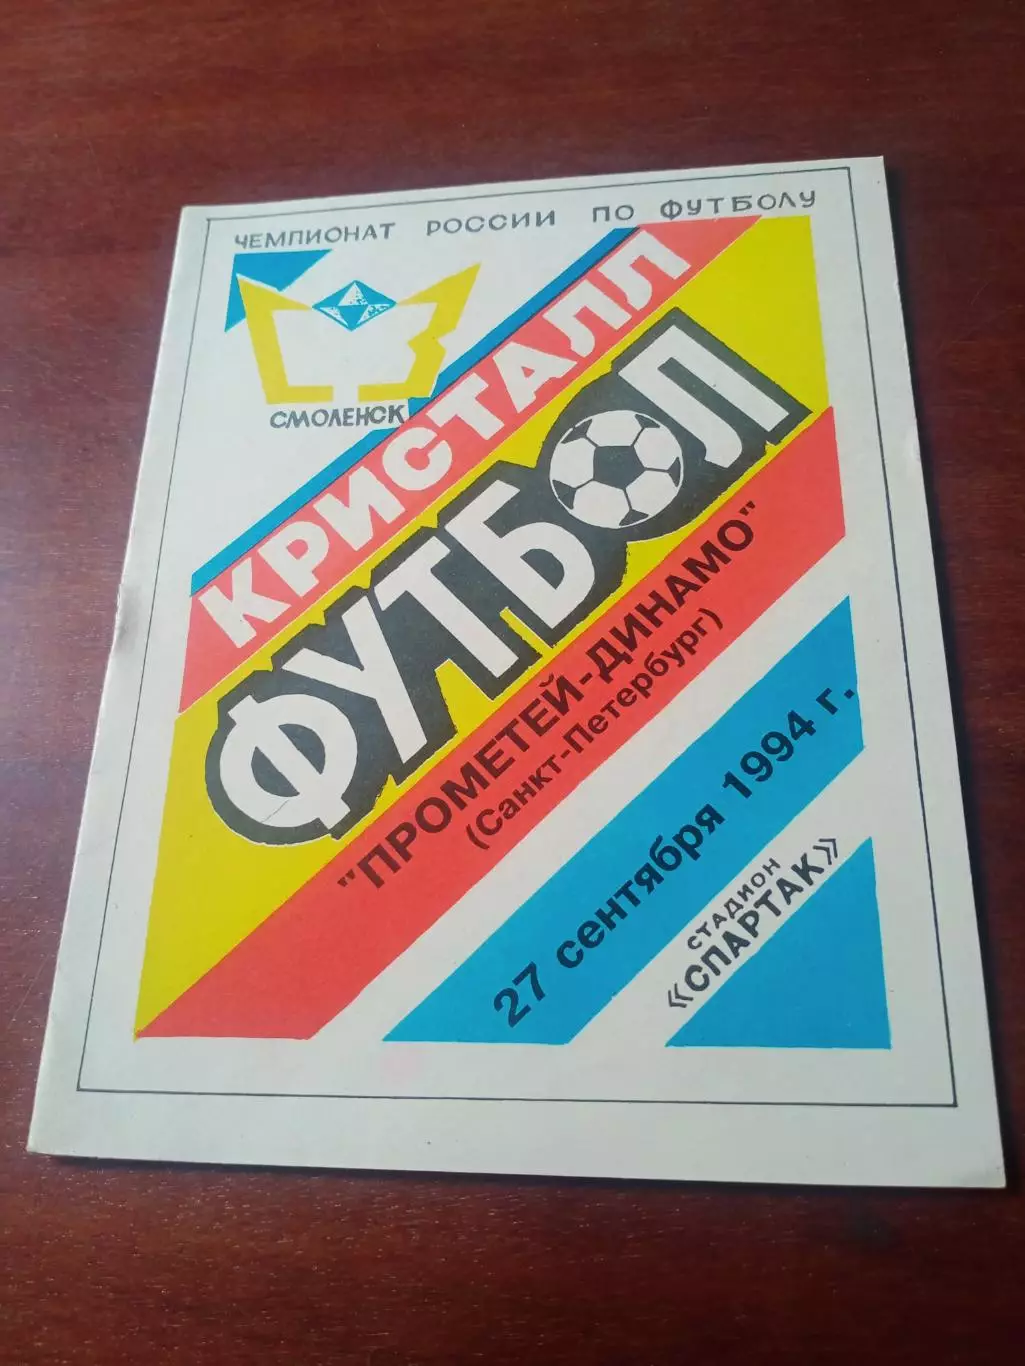 ЧЕМПИОНАТ РОССИИ ПО ФУТБОЛУ
СМОЛЕНСК
КРИСТАЛЛ
ФУТБОЛ
"ПРОМЕТЕЙ-ДИНАМО"
(Санкт-Петербург)
27 сентября 1994 г.
СТАДИОН
«СПАРТАК»